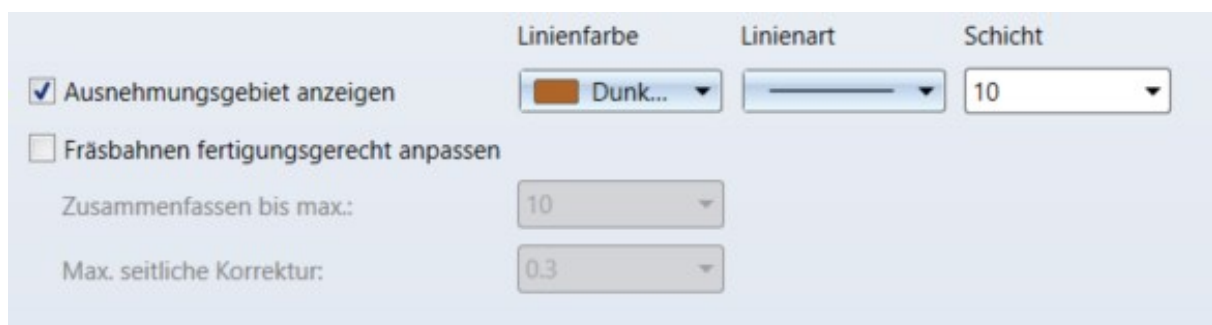 Linienfarbe Linienart Schicht
Ausnehmungsgebiet anzeigen Dunk... 10
Fräsbahnen fertigungsgerecht anpassen
Zusammenfassen bis max.: 10
Max. seitliche Korrektur: 0.3